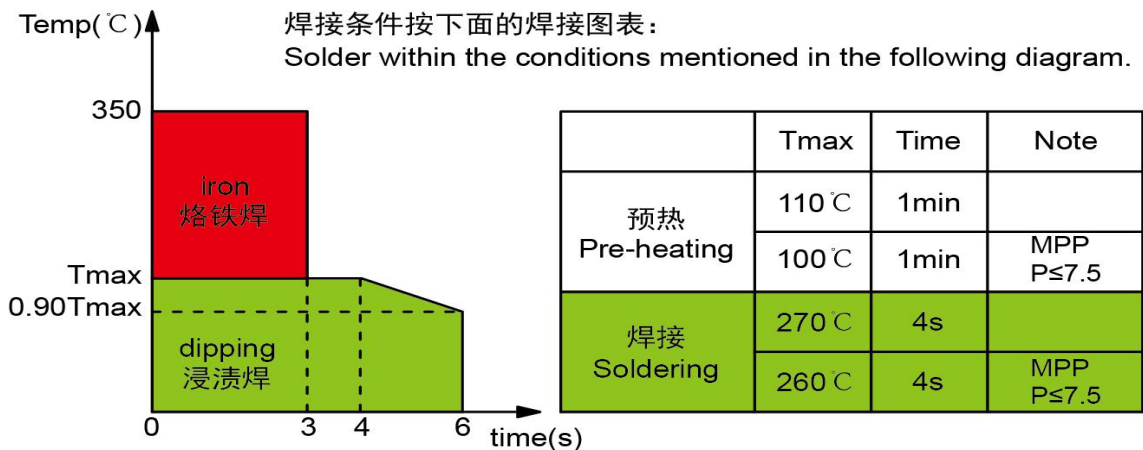 Temp(℃)
焊接条件按下面的焊接图表：
Solder within the conditions mentioned in the following diagram.
350
iron
烙铁焊
Tmax
0.90Tmax
dipping
浸渍焊
0
3
4
6
time(s)
Tmax
Time
Note
预热
Pre-heating
110℃
1min
100℃
1min
MPP
P≤7.5
焊接
Soldering
270℃
4s
260℃
4s
MPP
P≤7.5